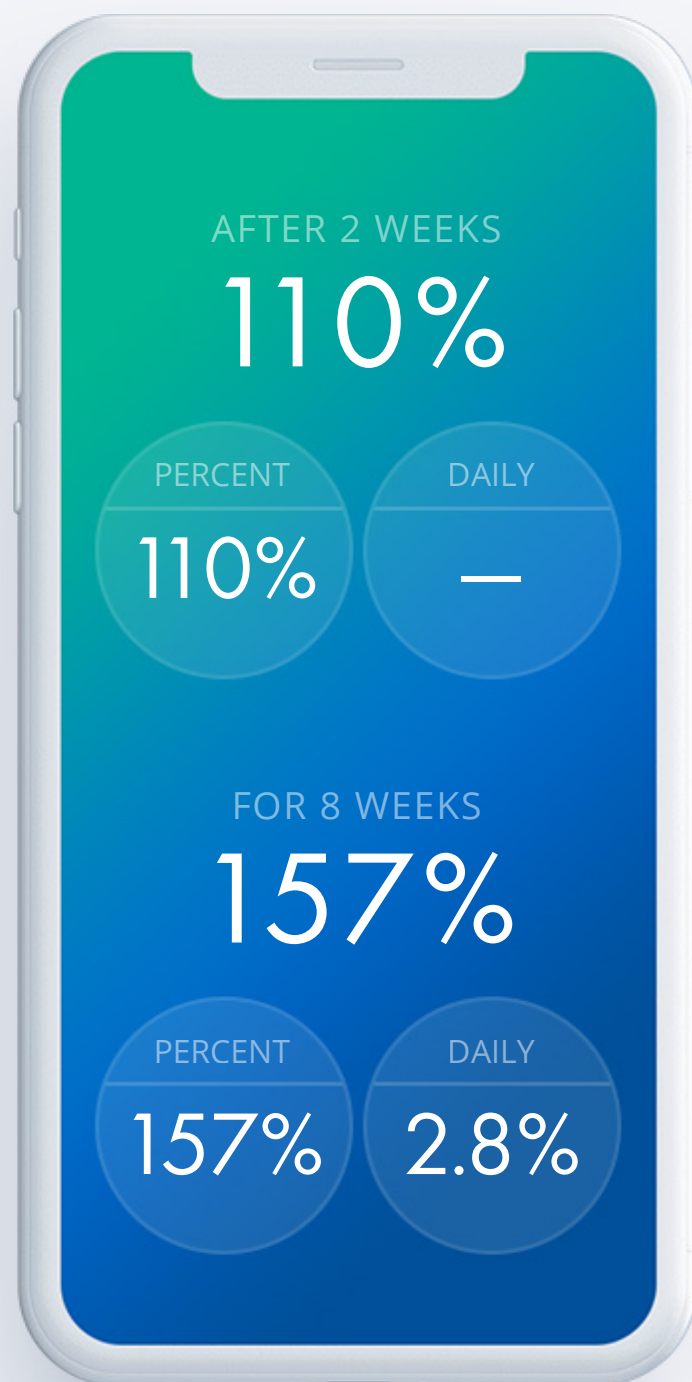 AFTER 2 WEEKS
110%
PERCENT
DAILY
110%
—
FOR 8 WEEKS
157%
PERCENT
DAILY
157%
2.8%